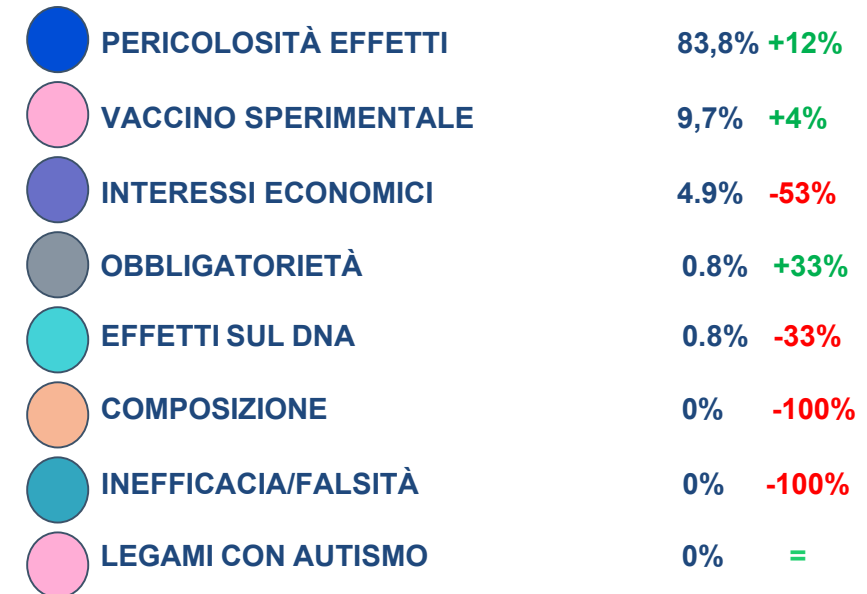 PERICOLOSITÀ EFFETTI 83,8% +12%
VACCINO SPERIMENTALE 9,7% +4%
INTERESSI ECONOMICI 4.9% -53%
OBBLIGATORIETÀ 0.8% +33%
EFFETTI SUL DNA 0.8% -33%
COMPOSIZIONE 0% -100%
INEFFICACIA/FALSITÀ 0% -100%
LEGAMI CON AUTISMO 0% =